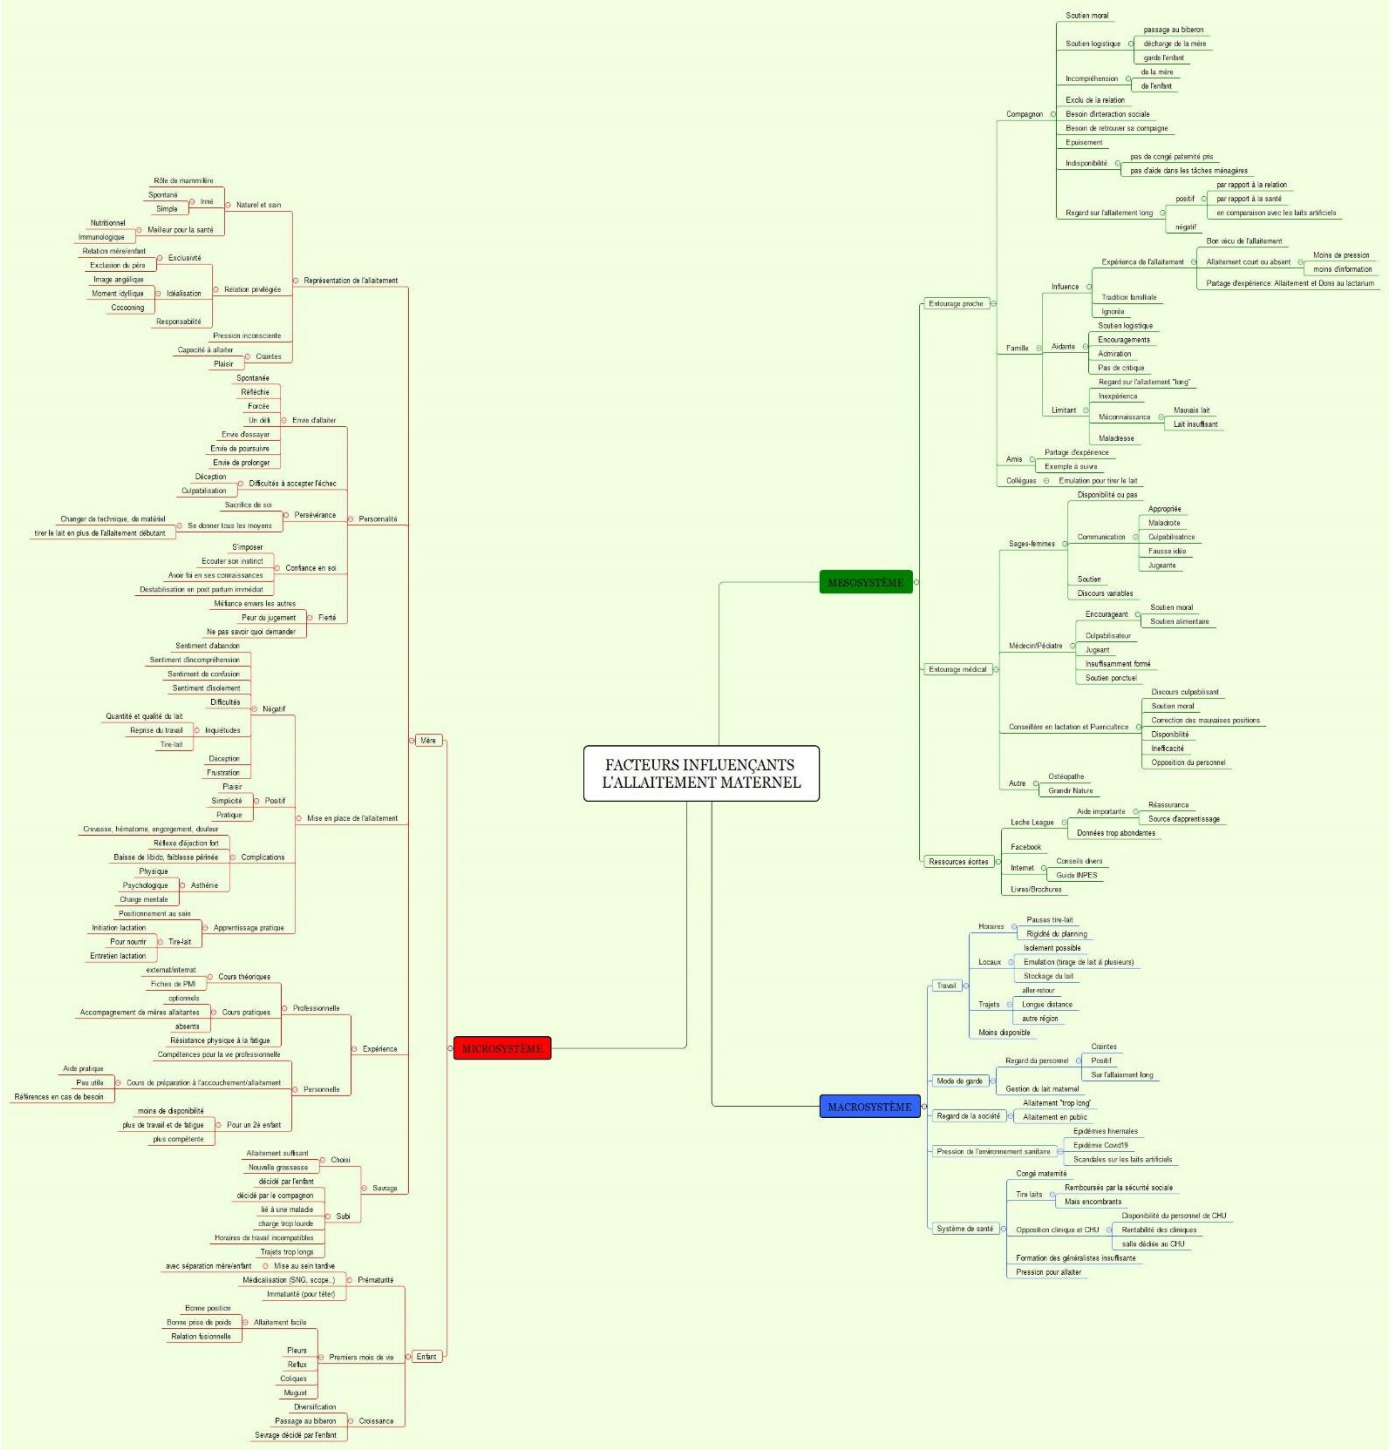 FACTEURS INFLUENÇANTS
L'ALLAITEMENT MATERNEL
MICROSYSTÈME
Mère
Représentation de l'allaitement
Naturel et sain
Rôle de mammifère
Inné
Spontané
Simple
Meilleur pour la santé
Nutritionnel
Immunologique
Relation privilégiée
Exclusivité
Relation mère/enfant
Exclusion du père
Idéalisation
Image angélique
Moment idyllique
Cocooning
Responsabilité
Pression inconsciente
Craintes
Capacité à allaiter
Plaisir
Personnalité
Envie d'allaiter
Spontanée
Réfléchie
Forcée
Un défi
Envie d'essayer
Envie de poursuivre
Envie de prolonger
Difficultés à accepter l'échec
Déception
Culpabilisation
Persévérance
Sacrifice de soi
Se donner tous les moyens
Changer de technique, de matériel
tirer le lait en plus de l'allaitement débutant
Confiance en soi
S'imposer
Ecouter son instinct
Avoir foi en ses connaissances
Destabilisation en post partum immédiat
Fierté
Méfiance envers les autres
Peur du jugement
Ne pas savoir quoi demander
Mise en place de l'allaitement
Négatif
Sentiment d'abandon
Sentiment d'incompréhension
Sentiment de confusion
Sentiment d'isolement
Difficultés
Inquiétudes
Quantité et qualité du lait
Reprise du travail
Tire-lait
Déception
Frustration
Positif
Plaisir
Simplicité
Pratique
Complications
Crevasse, hématome, engorgement, douleur
Réflexe d'éjection fort
Baisse de libido, faiblesse périnée
Asthénie
Physique
Psychologique
Charge mentale
Apprentissage pratique
Positionnement au sein
Tire-lait
Initiation lactation
Pour nourrir
Entretien lactation
Expérience
Professionnelle
Cours théoriques
externat/internat
Fiches de PMI
Cours pratiques
optionnels
Accompagnement de mères allaitantes
absents
Résistance physique à la fatigue
Personnelle
Compétences pour la vie professionnelle
Cours de préparation à l'accouchement/allaitement
Aide pratique
Peu utile
Références en cas de besoin
Pour un 2è enfant
moins de disponibilité
plus de travail et de fatigue
plus compétente
Sevrage
Choisi
Allaitement suffisant
Nouvelle grossesse
Subi
décidé par l'enfant
décidé par le compagnon
lié à une maladie
charge trop lourde
Horaires de travail incompatibles
Trajets trop longs
Enfant
Prématurité
Mise au sein tardive
avec séparation mère/enfant
Médicalisation (SNG, scope..)
Immaturité (pour téter)
Premiers mois de vie
Allaitement facile
Bonne position
Bonne prise de poids
Relation fusionnelle
Pleurs
Reflux
Coliques
Muguet
Croissance
Diversification
Passage au biberon
Sevrage décidé par l'enfant
MESOSYSTÈME
Entourage proche
Compagnon
Soutien moral
Soutien logistique
passage au biberon
décharge de la mère
garde l'enfant
Incompréhension
de la mère
de l'enfant
Exclu de la relation
Besoin d'interaction sociale
Besoin de retrouver sa compagne
Epuisement
Indisponibilité
pas de congé paternité pris
pas d'aide dans les tâches ménagères
Regard sur l'allaitement long
positif
par rapport à la relation
par rapport à la santé
en comparaison avec les laits artificiels
négatif
Famille
Influence
Expérience de l'allaitement
Bon vécu de l'allaitement
Allaitement court ou absent
Moins de pression
moins d'information
Partage d'expérience: Allaitement et Dons au lactarium
Tradition familiale
Ignorée
Aidante
Soutien logistique
Encouragements
Admiration
Pas de critique
Limitant
Regard sur l'allaitement "long"
Inexpérience
Méconnaissance
Mauvais lait
Lait insuffisant
Maladresse
Amis
Partage d'expérience
Exemple à suivre
Collègues
Emulation pour tirer le lait
Entourage médical
Sages-femmes
Disponibilité ou pas
Communication
Appropriée
Maladroite
Culpabilisatrice
Fausse idée
Jugeante
Soutien
Discours variables
Médecin/Pédiatre
Encourageant
Soutien moral
Soutien alimentaire
Culpabilisateur
Jugeant
Insuffisamment formé
Soutien ponctuel
Conseillère en lactation et Puericultrice
Discours culpabilisant
Soutien moral
Correction des mauvaises positions
Disponibilité
Inefficacité
Opposition du personnel
Autre
Ostéopathe
Grandir Nature
Ressources écrites
Leche League
Aide importante
Réassurance
Source d'apprentissage
Données trop abondantes
Facebook
Internet
Conseils divers
Guide INPES
Livres/Brochures
MACROSYSTÈME
Travail
Horaires
Pauses tire-lait
Rigidité du planning
Locaux
Isolement possible
Emulation (tirage de lait à plusieurs)
Stockage du lait
Trajets
aller-retour
Longue distance
autre région
Moins disponible
Mode de garde
Regard du personnel
Craintes
Positif
Sur l'allaitement long
Gestion du lait maternel
Regard de la société
Allaitement "trop long"
Allaitement en public
Pression de l'environnement sanitaire
Epidémies hivernales
Epidémie Covid19
Scandales sur les laits artificiels
Système de santé
Congé maternité
Tire laits
Remboursés par la sécurité sociale
Mais encombrants
Opposition clinique et CHU
Disponibilité du personnel de CHU
Rentabilité des cliniques
salle dédiée au CHU
Formation des généralistes insuffisante
Pression pour allaiter